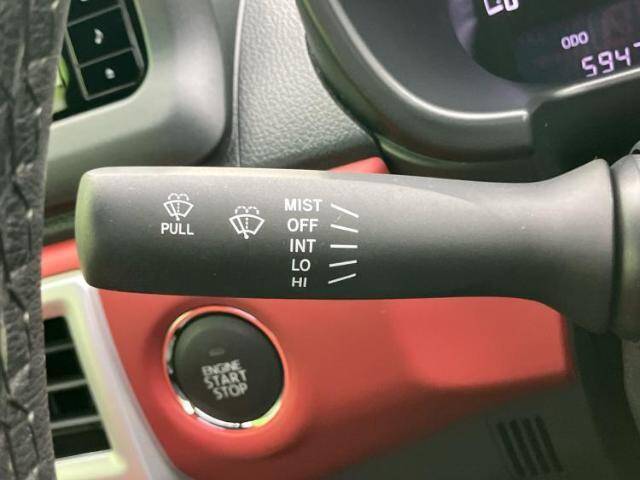 ODO
594
MIST
OFF
PULL
INT
LO
HI
ENGINE
START
STOP